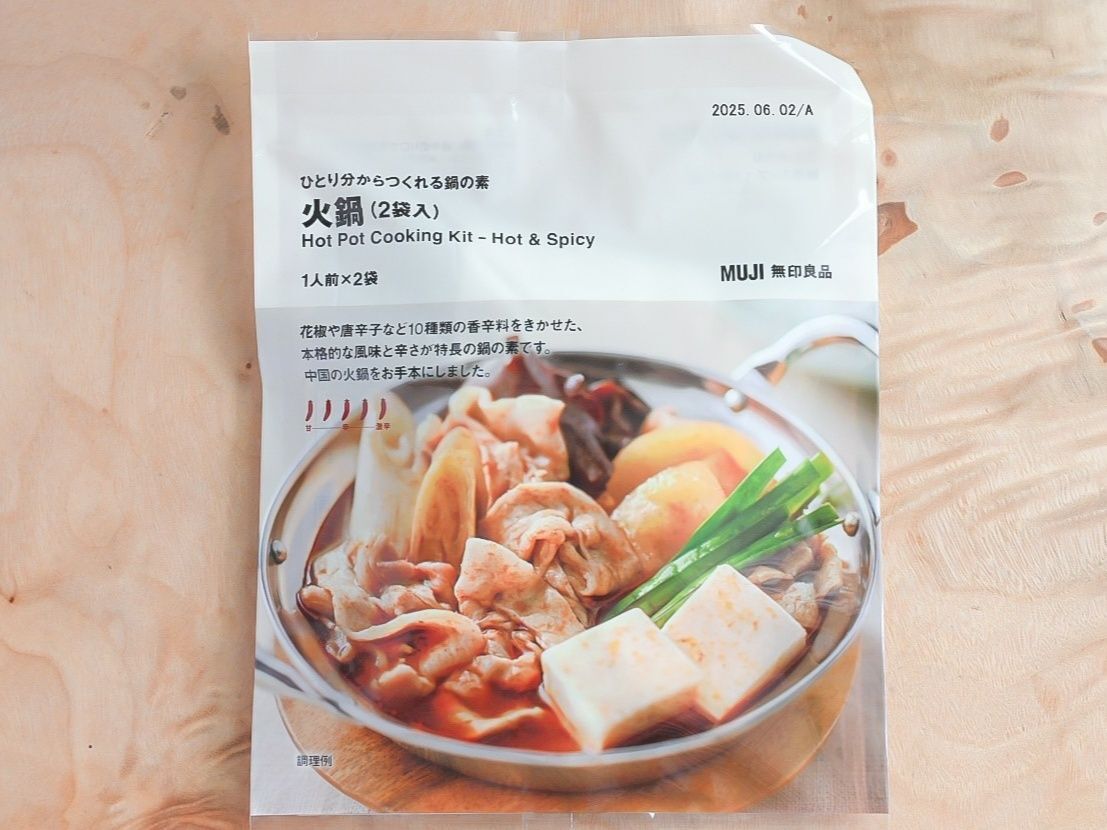 2025.06.02/A
ひとり分からつくれる鍋の素
火鍋(2袋入)
Hot Pot Cooking Kit - Hot & Spicy
1人前×2袋
MUJI 無印良品
花椒や唐辛子など10種類の香辛料をきかせた、
本格的な風味と辛さが特長の鍋の素です。
中国の火鍋をお手本にしました。
甘 辛 激辛
調理例